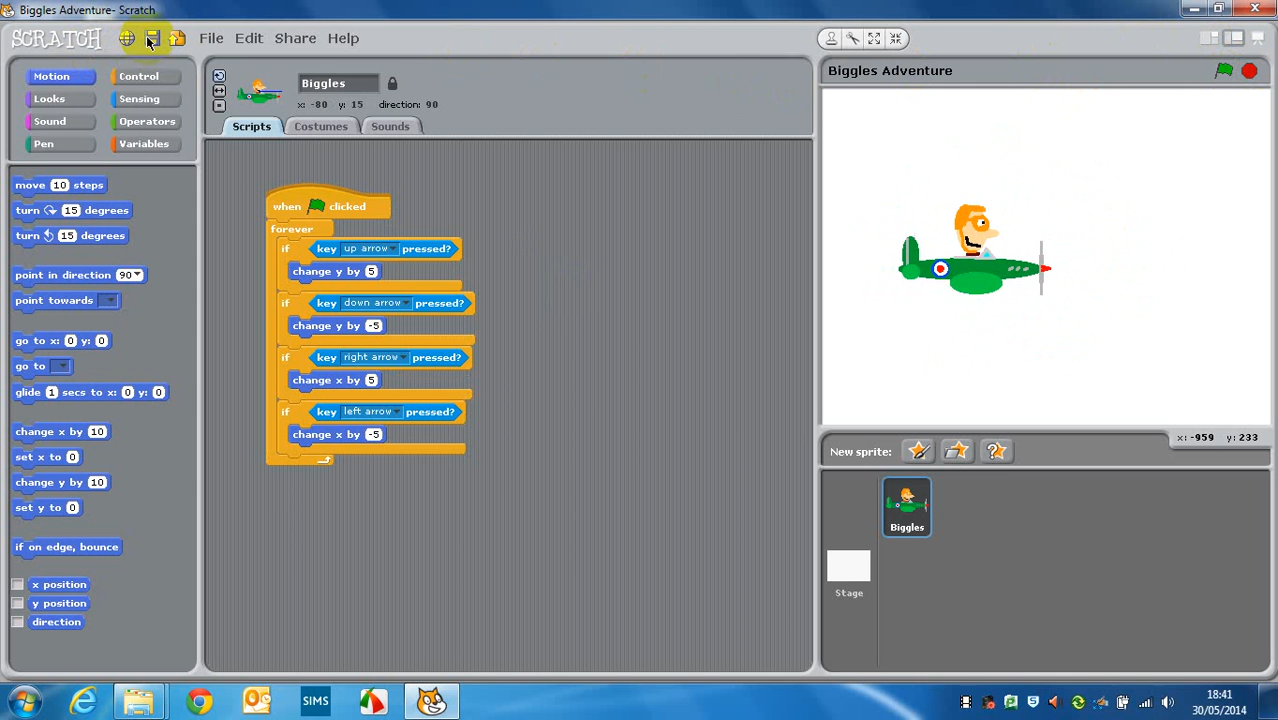 Biggles Adventure- Scratch
SCRATCH File Edit Share Help
Motion Control
Looks Sensing
Sound Operators
Pen Variables
move 10 steps
turn 15 degrees
turn 15 degrees
point in direction 90
point towards
go to x: 0 y: 0
go to
glide 1 secs to x: 0 y: 0
change x by 10
set x to 0
change y by 10
set y to 0
if on edge, bounce
x position
y position
direction
Biggles
x: -80 y: 15 direction: 90
Scripts Costumes Sounds
when clicked
forever
if key up arrow pressed?
change y by 5
if key down arrow pressed?
change y by -5
if key right arrow pressed?
change x by 5
if key left arrow pressed?
change x by -5
Biggles Adventure
x: -959 y: 233
New sprite:
Biggles
Stage
SIMS
18:41
30/05/2014